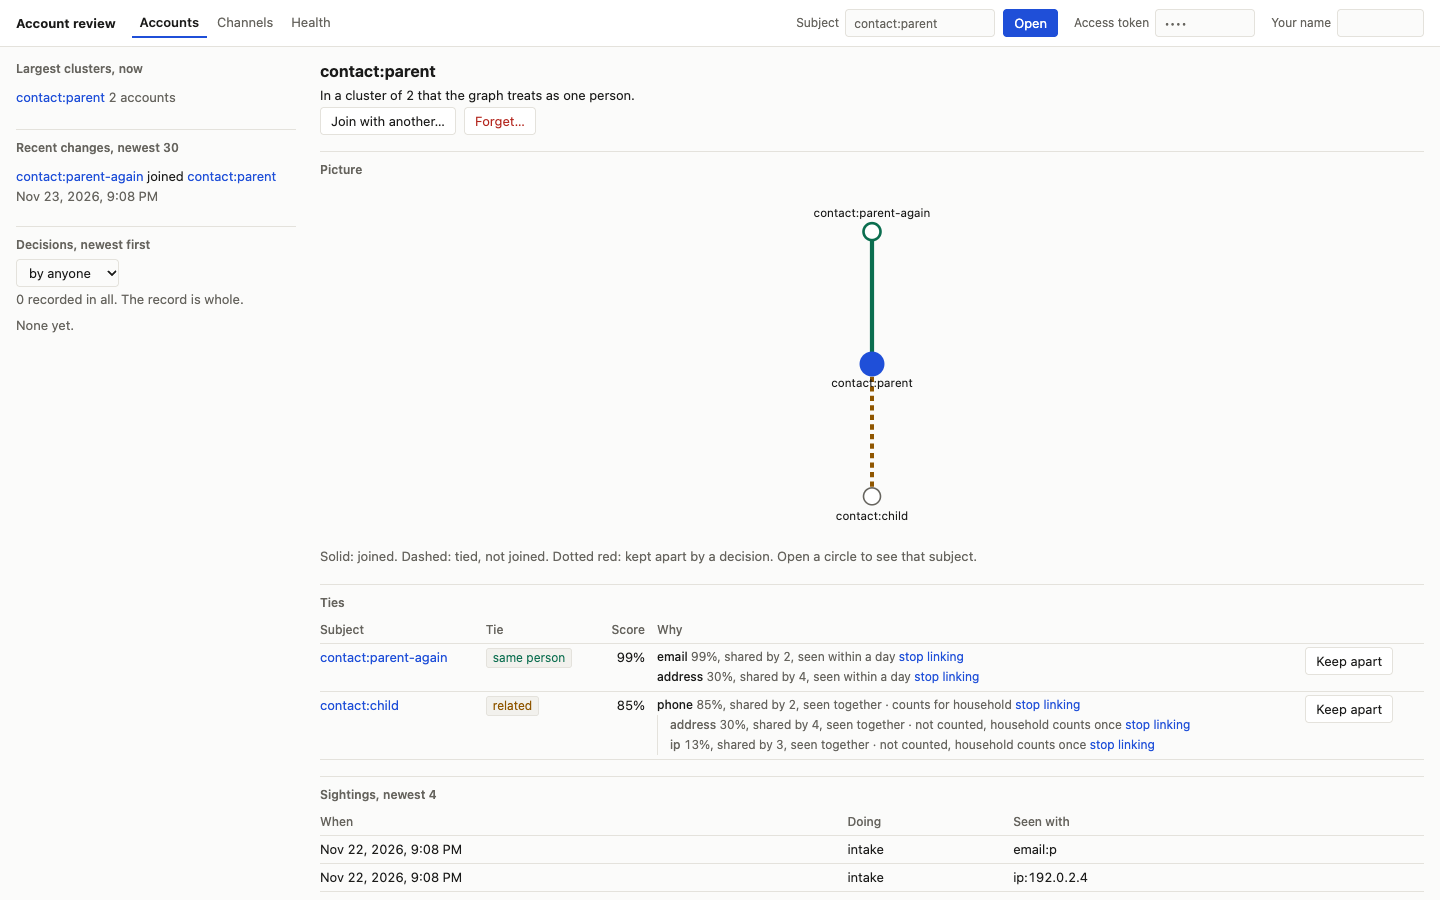 Account review Accounts Channels Health Subject contact:parent Open Access token •••• Your name
Largest clusters, now
contact:parent 2 accounts
Recent changes, newest 30
contact:parent-again joined contact:parent
Nov 23, 2026, 9:08 PM
Decisions, newest first
by anyone
0 recorded in all. The record is whole.
None yet.
contact:parent
In a cluster of 2 that the graph treats as one person.
Join with another... Forget...
Picture
contact:parent-again
contact:parent
contact:child
Solid: joined. Dashed: tied, not joined. Dotted red: kept apart by a decision. Open a circle to see that subject.
Ties
Subject Tie Score Why
contact:parent-again same person 99% email 99%, shared by 2, seen within a day stop linking Keep apart
address 30%, shared by 4, seen within a day stop linking
contact:child related 85% phone 85%, shared by 2, seen together · counts for household stop linking Keep apart
address 30%, shared by 4, seen together · not counted, household counts once stop linking
ip 13%, shared by 3, seen together · not counted, household counts once stop linking
Sightings, newest 4
When Doing Seen with
Nov 22, 2026, 9:08 PM intake email:p
Nov 22, 2026, 9:08 PM intake ip:192.0.2.4